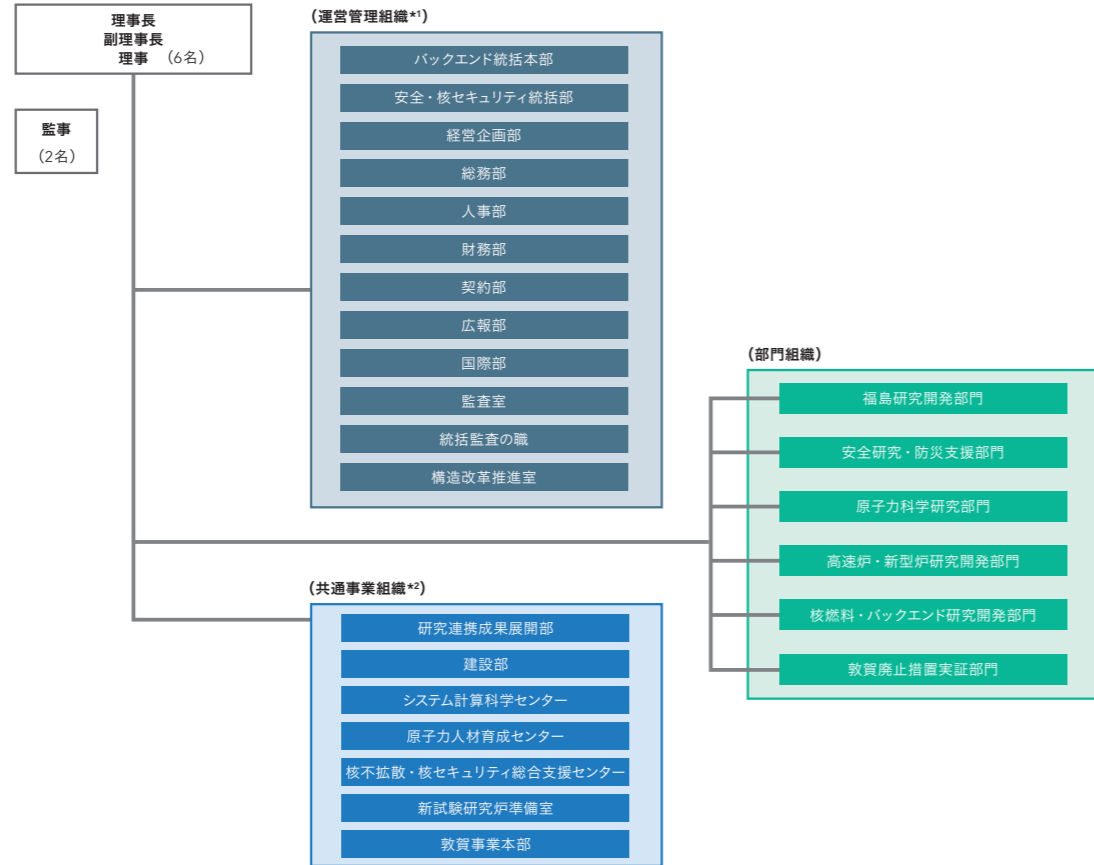 理事長
副理事長
理事 (6名)
監事
(2名)
(運営管理組織*1)
バックエンド統括本部
安全・核セキュリティ統括部
経営企画部
総務部
人事部
財務部
契約部
広報部
国際部
監査室
統括監査の職
構造改革推進室
(共通事業組織*2)
研究連携成果展開部
建設部
システム計算科学センター
原子力人材育成センター
核不拡散・核セキュリティ総合支援センター
新試験研究炉準備室
敦賀事業本部
(部門組織)
福島研究開発部門
安全研究・防災支援部門
原子力科学研究部門
高速炉・新型炉研究開発部門
核燃料・バックエンド研究開発部門
敦賀廃止措置実証部門